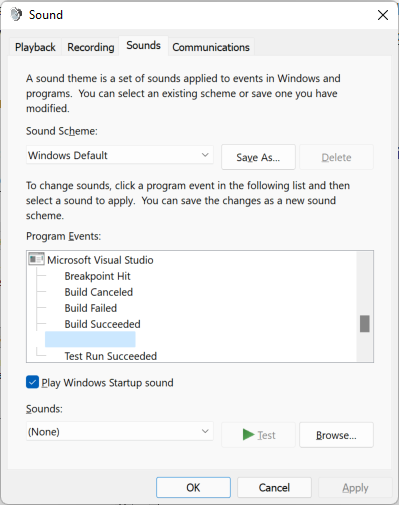 Sound
Playback Recording Sounds Communications
A sound theme is a set of sounds applied to events in Windows and
programs. You can select an existing scheme or save one you have
modified.
Sound Scheme:
Windows Default
Save As...
Delete
To change sounds, click a program event in the following list and then
select a sound to apply. You can save the changes as a new sound
scheme.
Program Events:
Microsoft Visual Studio
Breakpoint Hit
Build Canceled
Build Failed
Build Succeeded
Test Run Succeeded
Play Windows Startup sound
Sounds:
(None)
Test
Browse...
OK
Cancel
Apply